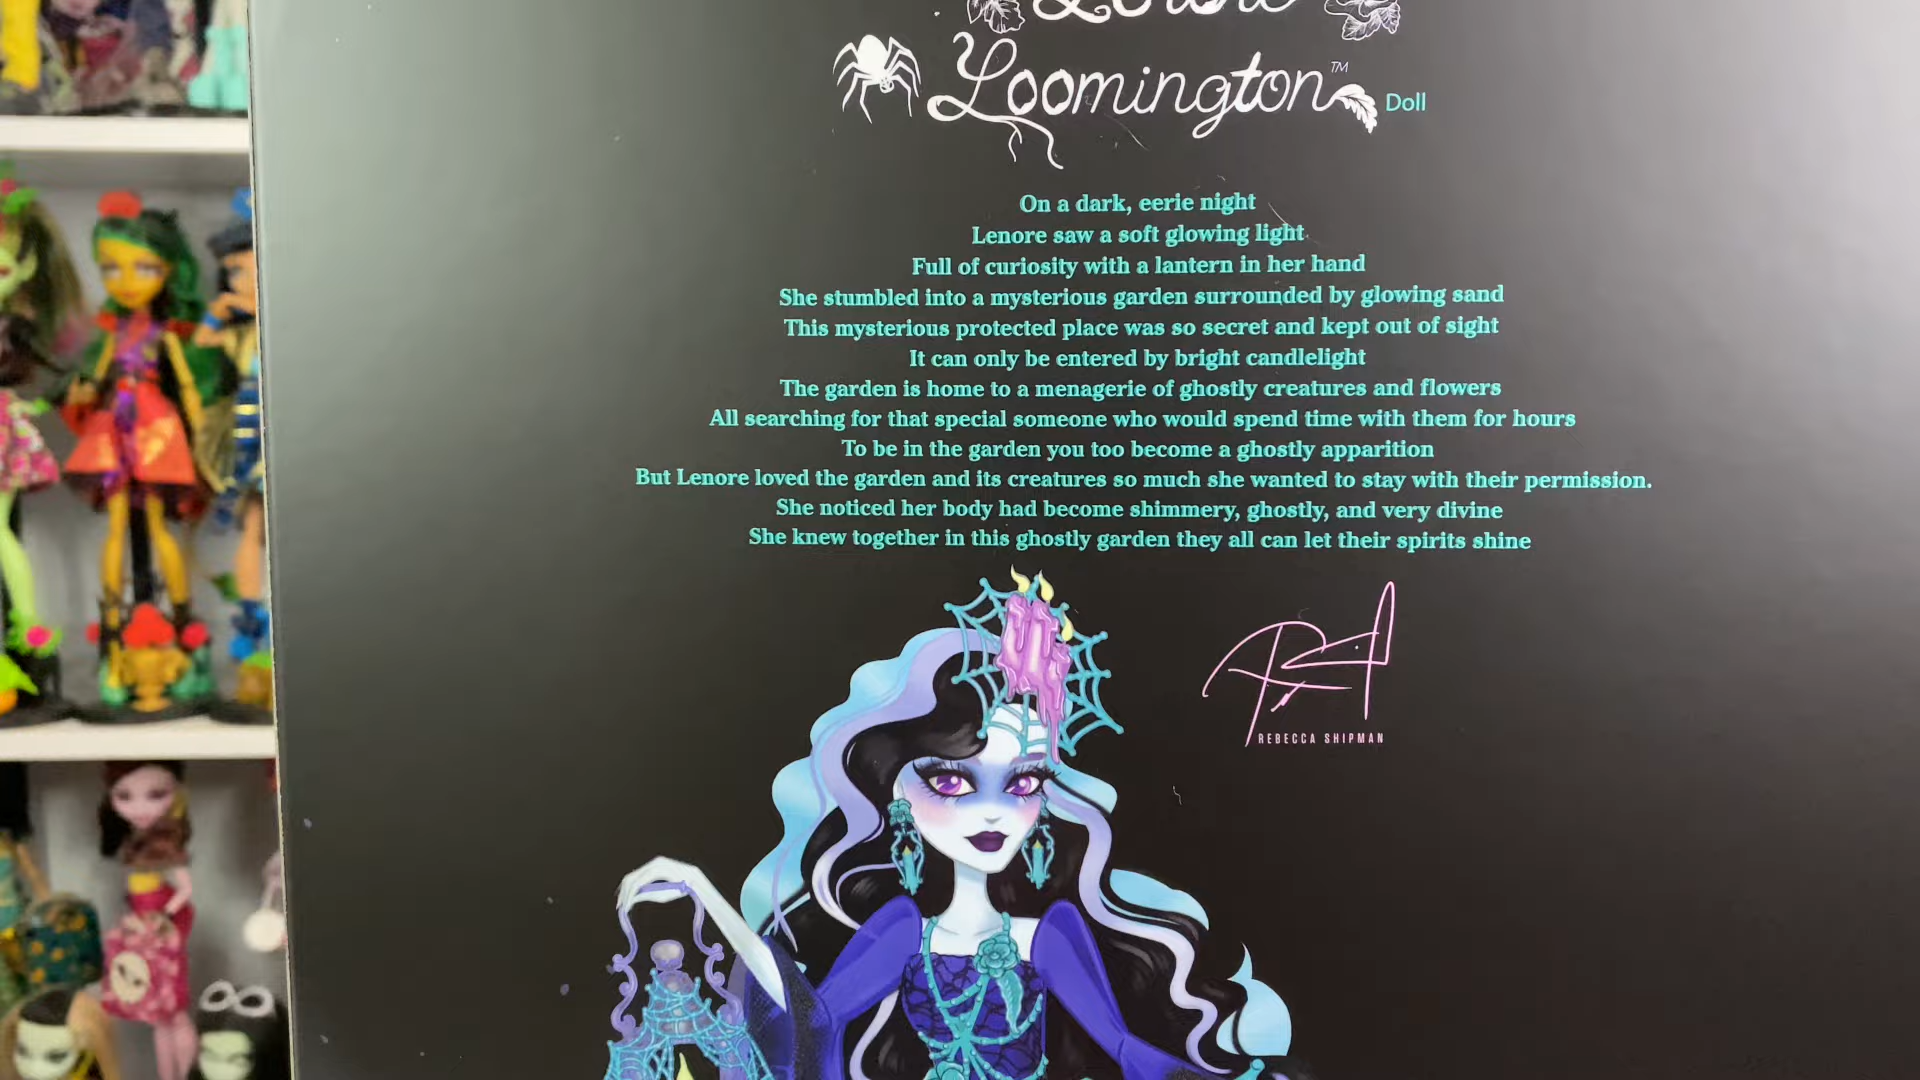 Lenore
Loomington™ Doll
On a dark, eerie night
Lenore saw a soft glowing light
Full of curiosity with a lantern in her hand
She stumbled into a mysterious garden surrounded by glowing sand
This mysterious protected place was so secret and kept out of sight
It can only be entered by bright candlelight
The garden is home to a menagerie of ghostly creatures and flowers
All searching for that special someone who would spend time with them for hours
To be in the garden you too become a ghostly apparition
But Lenore loved the garden and its creatures so much she wanted to stay with their permission.
She noticed her body had become shimmery, ghostly, and very divine
She knew together in this ghostly garden they all can let their spirits shine
REBECCA SHIPMAN